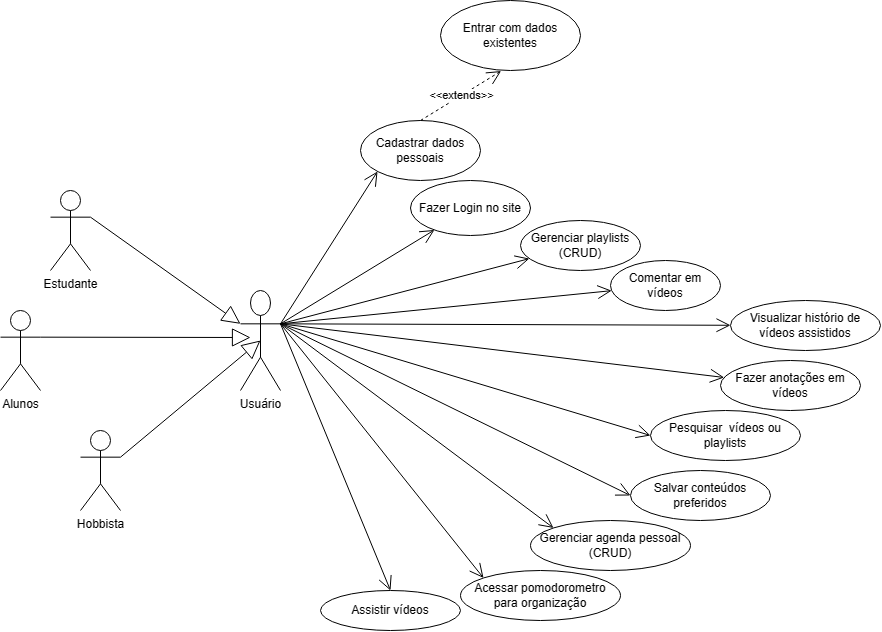 Entrar com dados
existentes
<<extends>>
Cadastrar dados
pessoais
Fazer Login no site
Gerenciar playlists
(CRUD)
Comentar em
vídeos
Estudante
Visualizar histório de
vídeos assistidos
Fazer anotações em
vídeos
Alunos
Usuário
Pesquisar vídeos ou
playlists
Salvar conteúdos
preferidos
Hobbista
Gerenciar agenda pessoal
(CRUD)
Acessar pomodorometro
para organização
Assistir vídeos